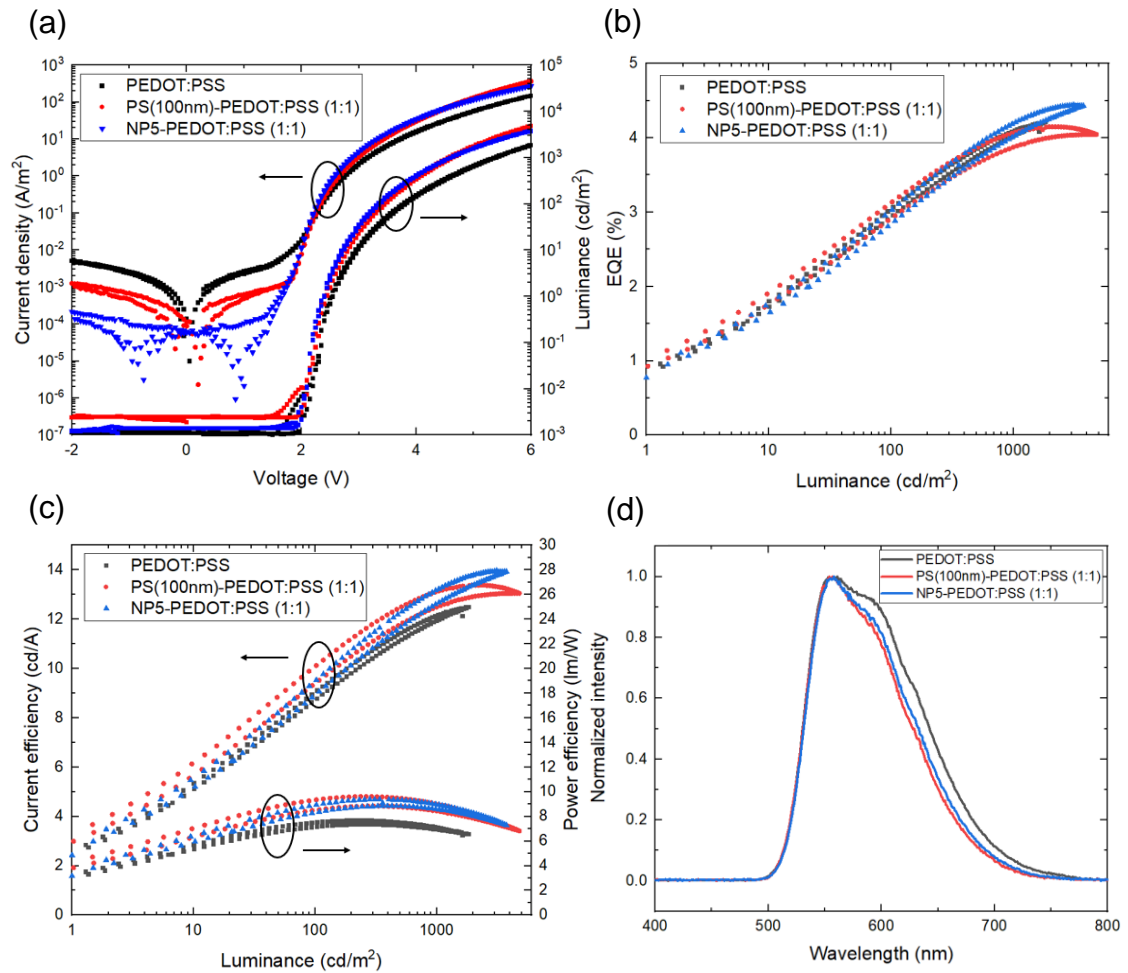 (a)
10³
10²
10¹
10⁰
10⁻¹
10⁻²
10⁻³
10⁻⁴
10⁻⁵
10⁻⁶
10⁻⁷
Current density (A/m²)
PEDOT:PSS
PS(100nm)-PEDOT:PSS (1:1)
NP5-PEDOT:PSS (1:1)
10⁵
10⁴
10³
10²
10¹
10⁰
10⁻¹
10⁻²
10⁻³
Luminance (cd/m²)
-2 0 2 4 6
Voltage (V)
(b)
5
4
3
2
1
0
EQE (%)
PEDOT:PSS
PS(100nm)-PEDOT:PSS (1:1)
NP5-PEDOT:PSS (1:1)
1 10 100 1000
Luminance (cd/m²)
(c)
14
12
10
8
6
4
2
0
Current efficiency (cd/A)
PEDOT:PSS
PS(100nm)-PEDOT:PSS (1:1)
NP5-PEDOT:PSS (1:1)
30
28
26
24
22
20
18
16
14
12
10
8
6
4
2
0
Power efficiency (lm/W)
1 10 100 1000
Luminance (cd/m²)
(d)
1.0
0.8
0.6
0.4
0.2
0.0
Normalized intensity
PEDOT:PSS
PS(100nm)-PEDOT:PSS (1:1)
NP5-PEDOT:PSS (1:1)
400 500 600 700 800
Wavelength (nm)